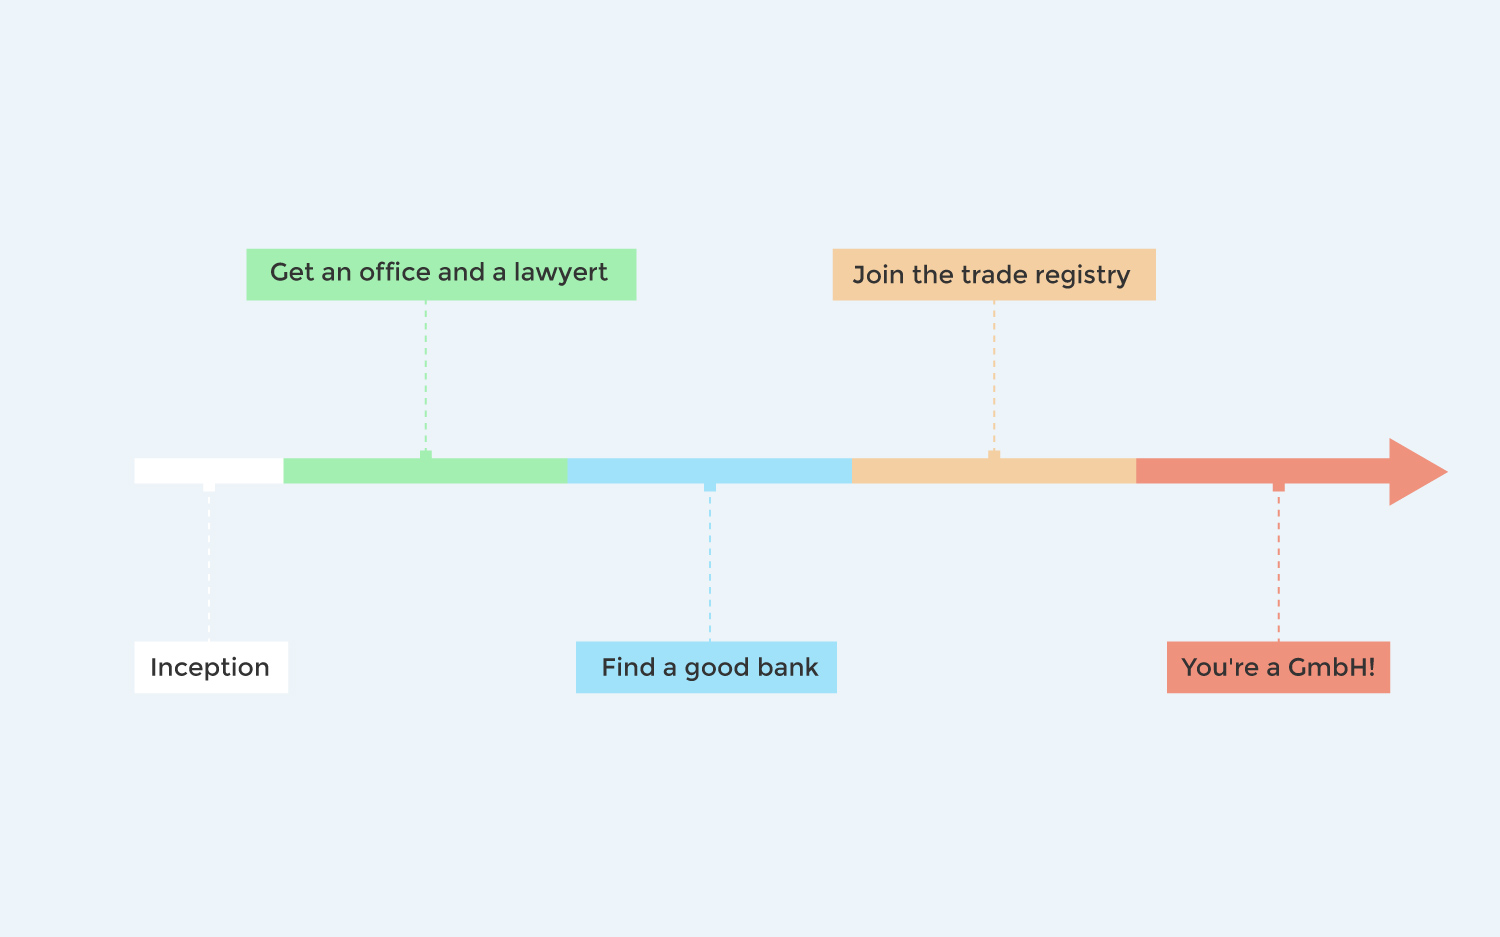 Get an office and a lawyert
Join the trade registry
Inception
Find a good bank
You're a GmbH!